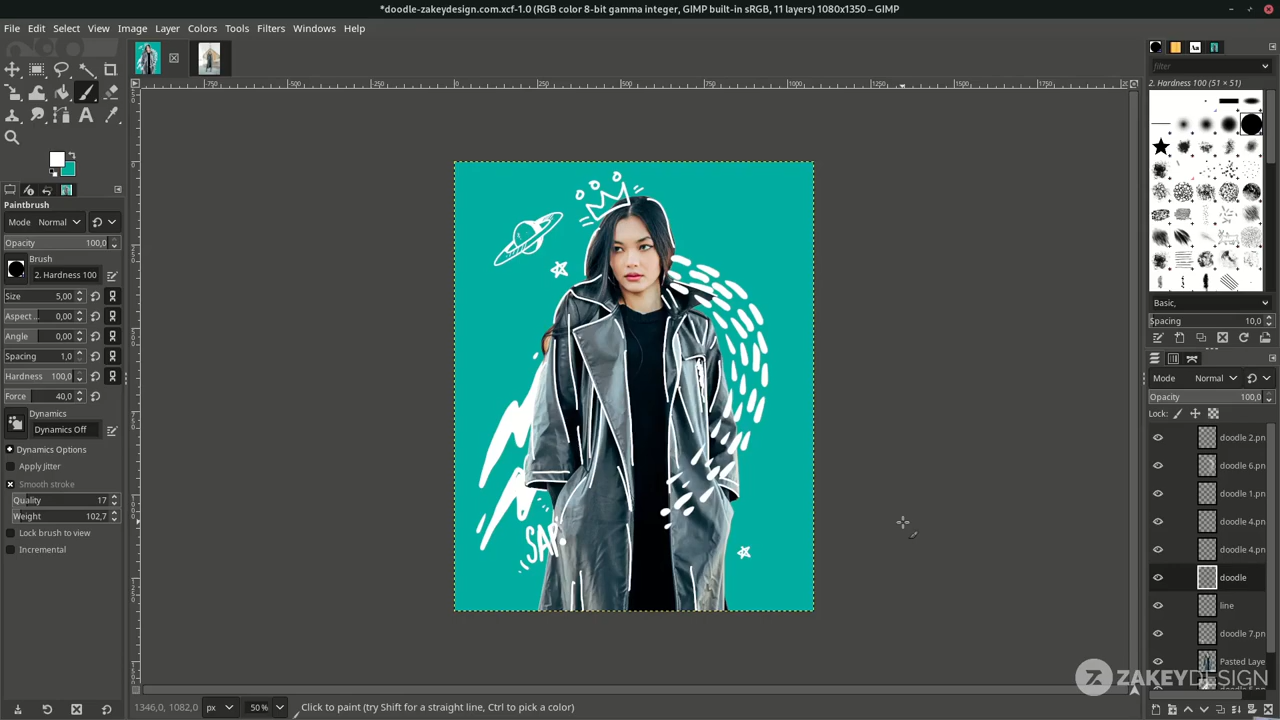 *doodle-zakeydesign.com.xcf-1.0 (RGB color 8-bit gamma integer, GIMP built-in sRGB, 11 layers) 1080x1350 – GIMP
File Edit Select View Image Layer Colors Tools Filters Windows Help
filter
2. Hardness 100 (51 × 51)
Paintbrush
Mode Normal
Opacity 100,0
Brush
2. Hardness 100
Size 5,00
Aspect ... 0,00
Angle 0,00
Spacing 1,0
Hardness 100,0
Force 40,0
Dynamics
Dynamics Off
Dynamics Options
Apply Jitter
Smooth stroke
Quality 17
Weight 102,7
Lock brush to view
Incremental
SAP
Basic,
Spacing 10,0
Mode Normal
Opacity 100,0
Lock:
doodle 2.pn
doodle 6.pn
doodle 1.pn
doodle 4.pn
doodle 4.pn
doodle
line
doodle 7.pn
Pasted Laye
ZAKEYDESIGN
1346,0, 1082,0 px 50 % Click to paint (try Shift for a straight line, Ctrl to pick a color)